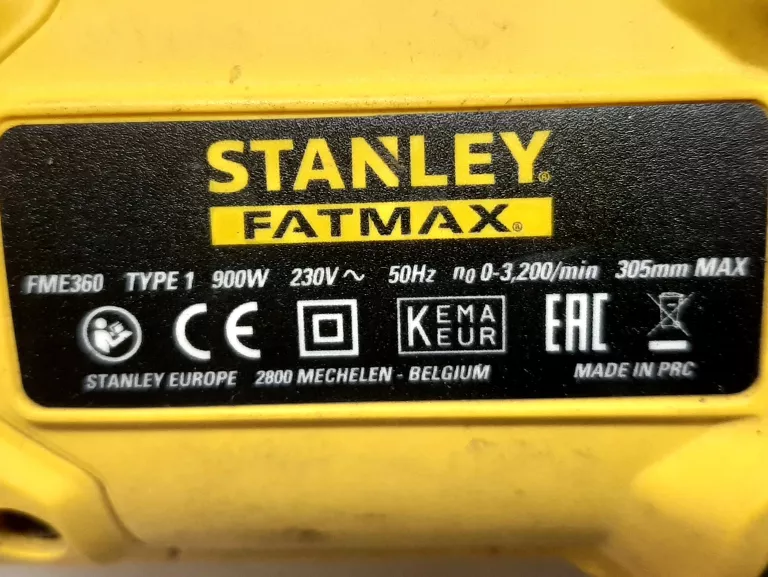 STANLEY®
FATMAX®
FME360 TYPE 1 900W 230V ~ 50Hz n0 0-3,200/min 305mm MAX
CE KEMA EUR EAC
STANLEY EUROPE 2800 MECHELEN - BELGIUM MADE IN PRC